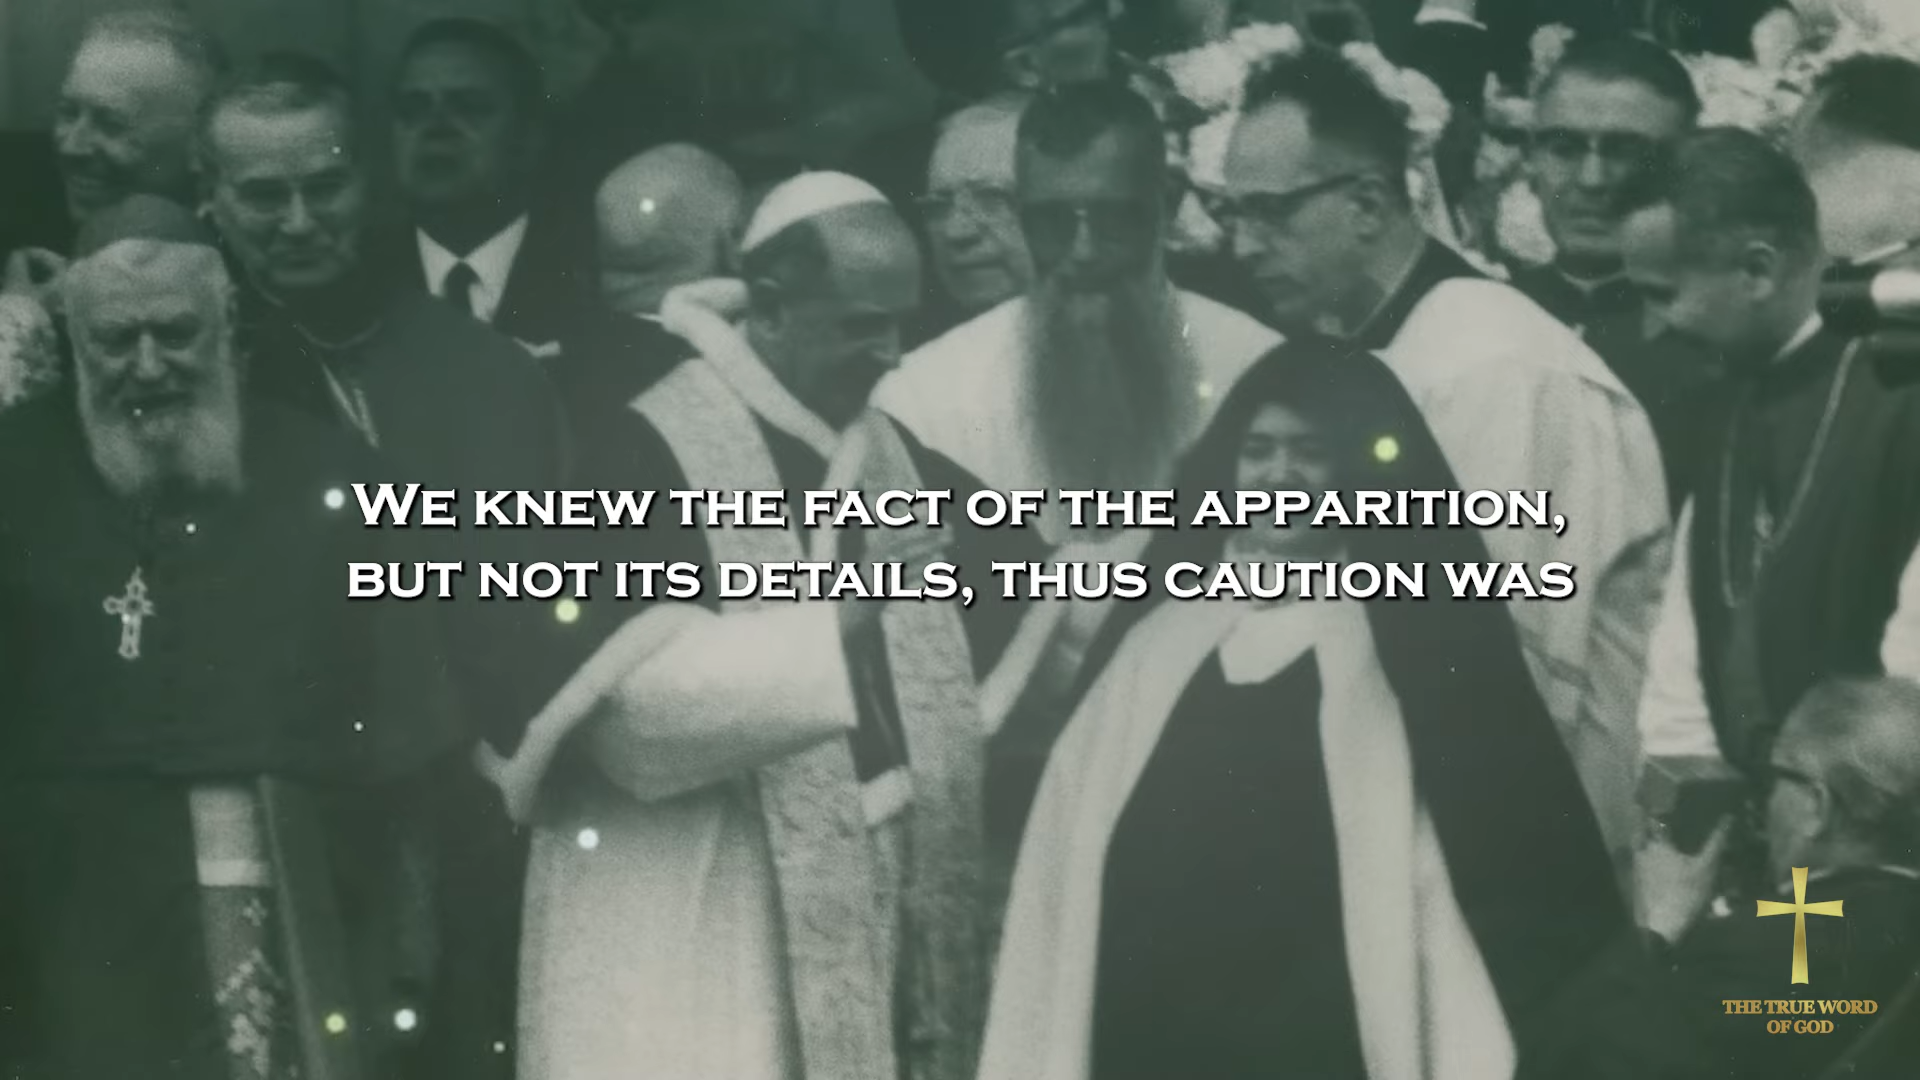 WE KNEW THE FACT OF THE APPARITION,
BUT NOT ITS DETAILS, THUS CAUTION WAS
THE TRUE WORD
OF GOD